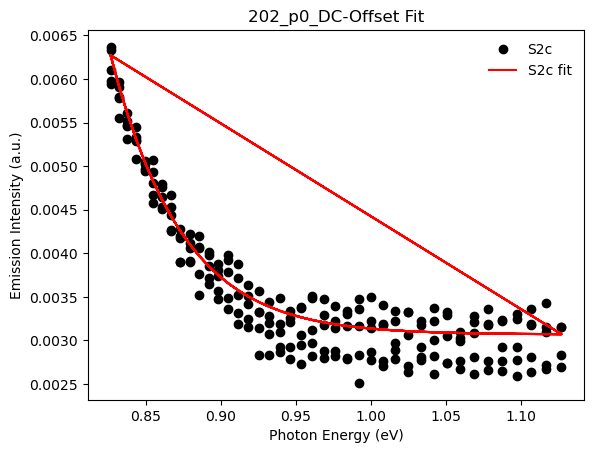 202_p0_DC-Offset Fit
S2c
S2c fit
Emission Intensity (a.u.)
0.0065
0.0060
0.0055
0.0050
0.0045
0.0040
0.0035
0.0030
0.0025
0.85 0.90 0.95 1.00 1.05 1.10
Photon Energy (eV)